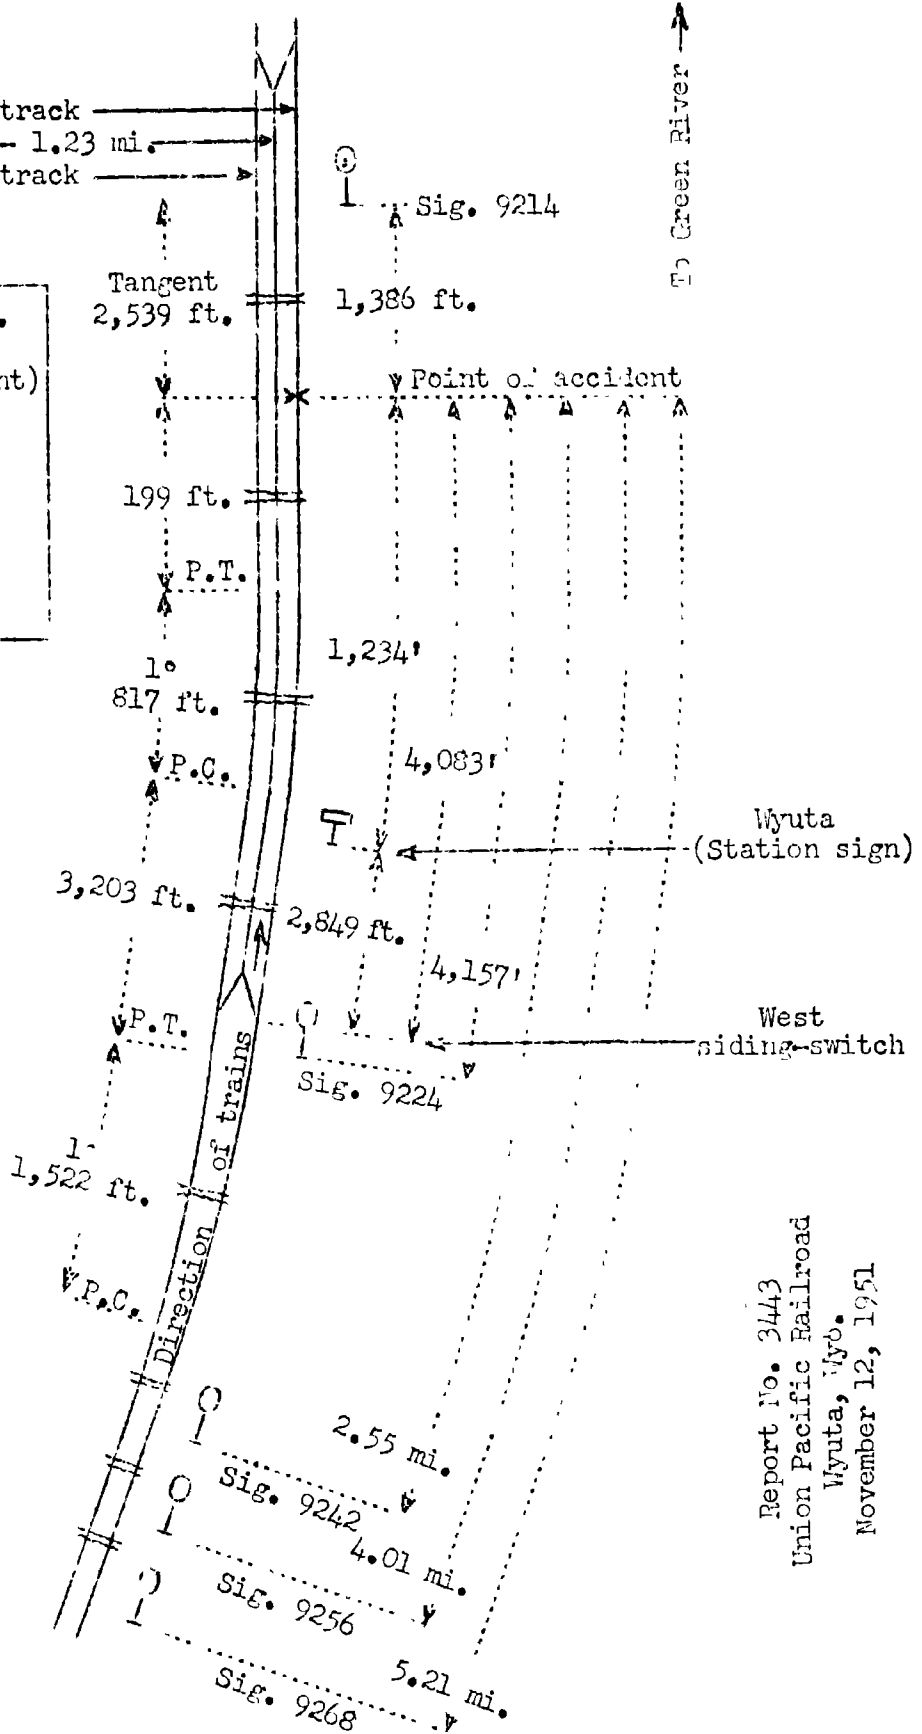 track
- 1.23 mi.
track
To Green River
Sig. 9214
Tangent
2,539 ft.
1,386 ft.
nt)
Point of accident
199 ft.
P.T.
1,234'
1°
817 ft.
4,083'
P.C.
Wyuta
(Station sign)
3,203 ft.
2,849 ft.
4,157'
P.T.
West
siding-switch
Sig. 9224
1°
1,522 ft.
P.C.
Direction of trains
2.55 mi.
Sig. 9242
4.01 mi.
Sig. 9256
5.21 mi.
Sig. 9268
Report No. 3443
Union Pacific Railroad
Wyuta, Wyo.
November 12, 1951